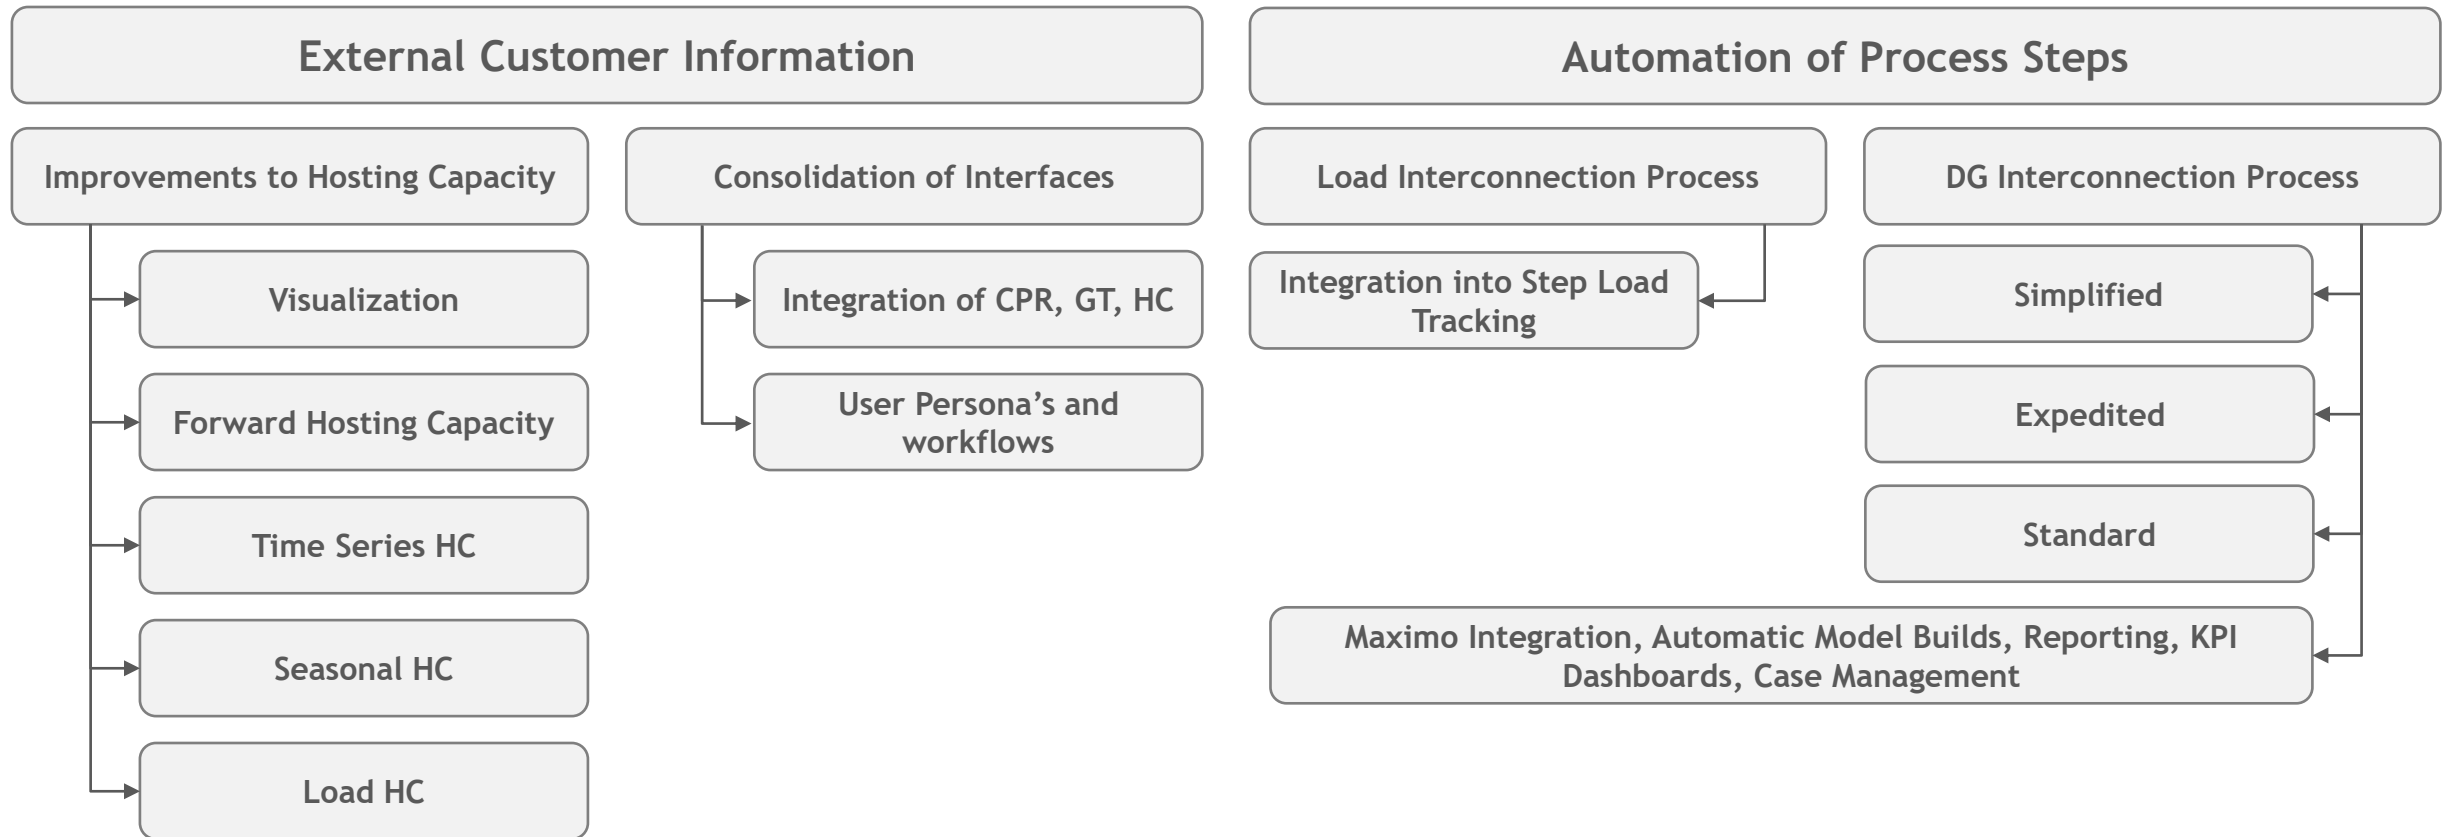 External Customer Information
Automation of Process Steps
Improvements to Hosting Capacity
Consolidation of Interfaces
Load Interconnection Process
DG Interconnection Process
Visualization
Forward Hosting Capacity
Time Series HC
Seasonal HC
Load HC
Integration of CPR, GT, HC
User Persona’s and
workflows
Integration into Step Load
Tracking
Simplified
Expedited
Standard
Maximo Integration, Automatic Model Builds, Reporting, KPI
Dashboards, Case Management